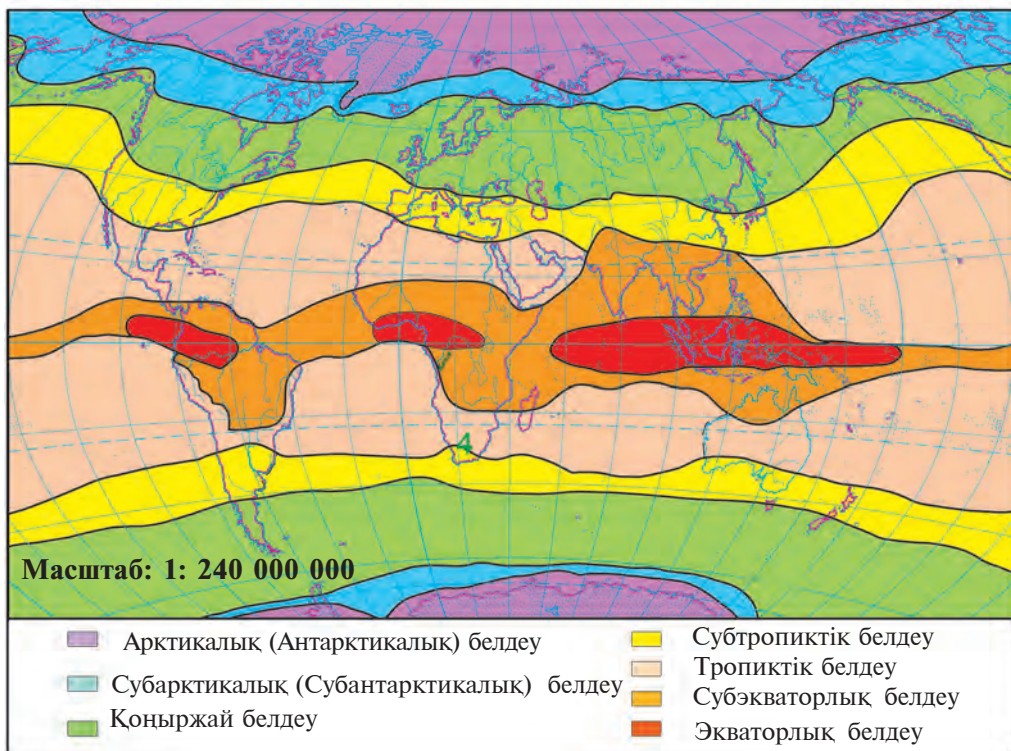 4
Масштаб: 1: 240 000 000
Арктикалық (Антарктикалық) белдеу
Субарктикалық (Субантарктикалық) белдеу
Қоңыржай белдеу
Субтропиктік белдеу
Тропиктік белдеу
Субэкваторлық белдеу
Экваторлық белдеу